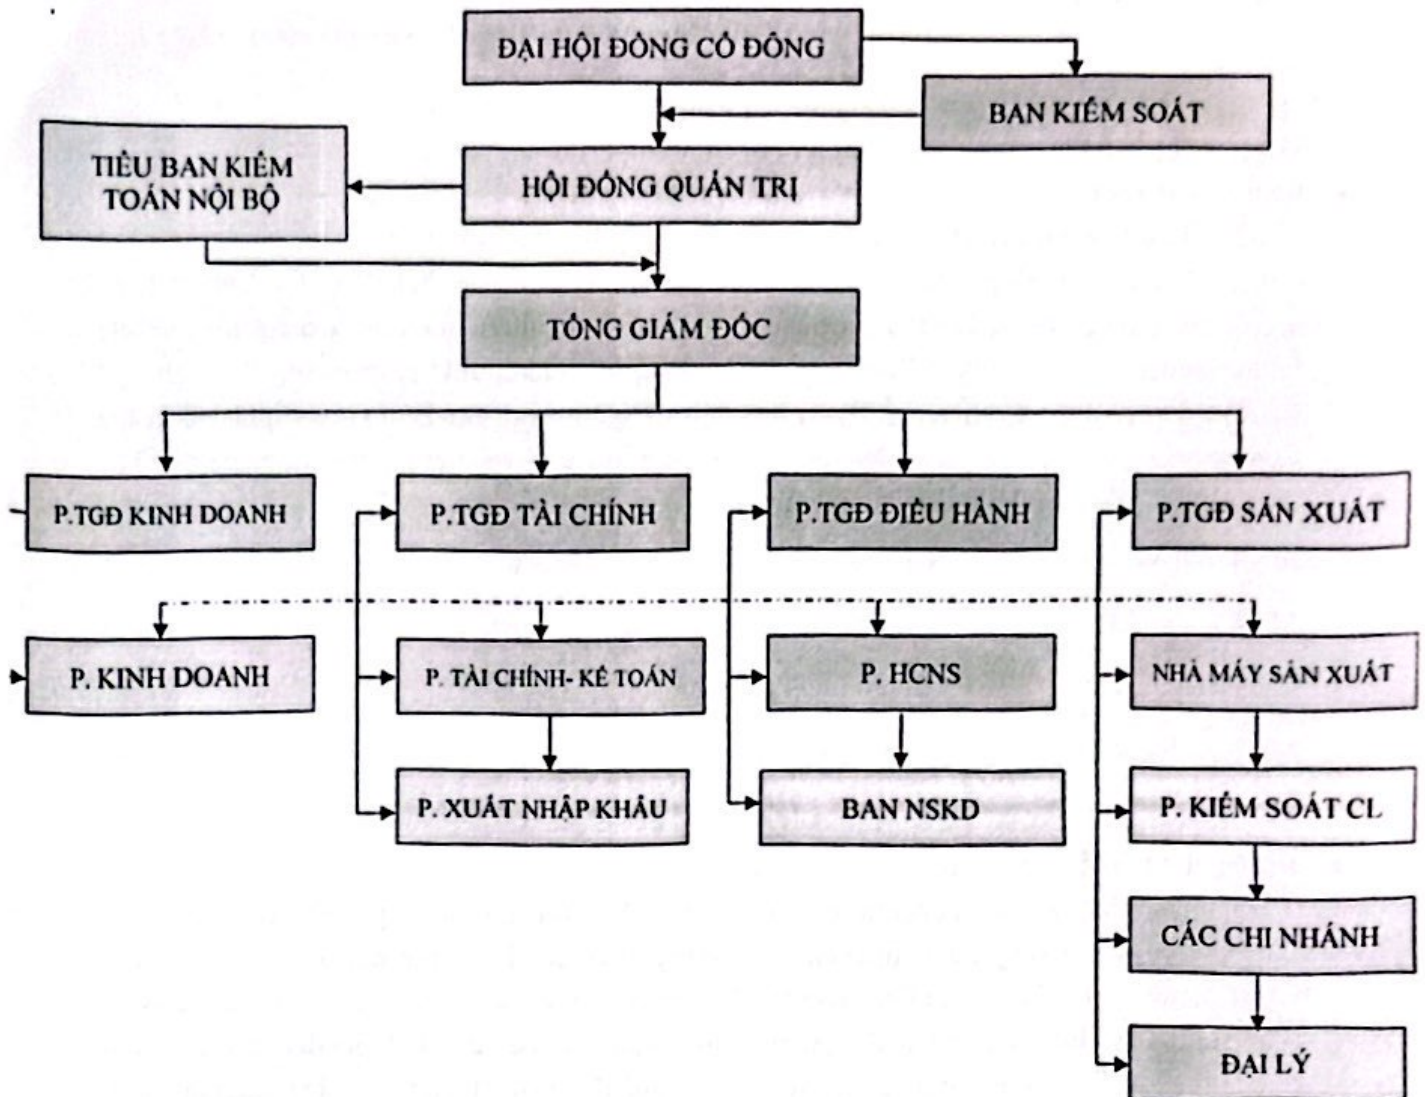 ĐẠI HỘI ĐỒNG CỔ ĐÔNG
BAN KIỂM SOÁT
TIỂU BAN KIỂM
TOÁN NỘI BỘ
HỘI ĐỒNG QUẢN TRỊ
TỔNG GIÁM ĐỐC
P.TGĐ KINH DOANH
P.TGĐ TÀI CHÍNH
P.TGĐ ĐIỀU HÀNH
P.TGĐ SẢN XUẤT
P. KINH DOANH
P. TÀI CHÍNH- KẾ TOÁN
P. HCNS
NHÀ MÁY SẢN XUẤT
P. XUẤT NHẬP KHẨU
BAN NSKD
P. KIỂM SOÁT CL
CÁC CHI NHÁNH
ĐẠI LÝ